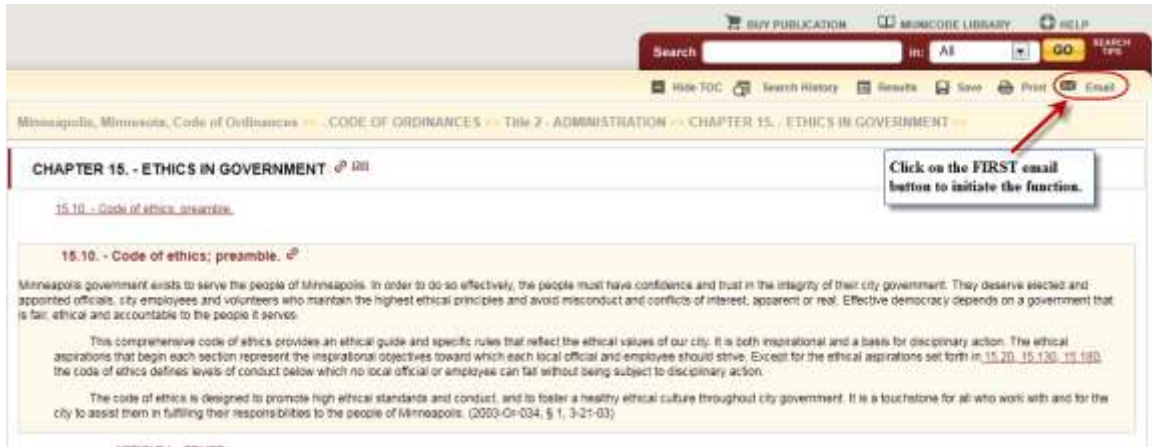 BUY PUBLICATION MUNICODE LIBRARY HELP
Search in: All GO SEARCH TIPS
Hide TOC Search History Results Save Print Email
Minneapolis, Minnesota, Code of Ordinances >> - CODE OF ORDINANCES >> Title 2 - ADMINISTRATION >> CHAPTER 15. - ETHICS IN GOVERNMENT >>
CHAPTER 15. - ETHICS IN GOVERNMENT
Click on the FIRST email
button to initiate the function.
15.10. - Code of ethics; preamble.
15.10. - Code of ethics; preamble.
Minneapolis government exists to serve the people of Minneapolis. In order to do so effectively, the people must have confidence and trust in the integrity of their city government. They deserve elected and
appointed officials, city employees and volunteers who maintain the highest ethical principles and avoid misconduct and conflicts of interest, apparent or real. Effective democracy depends on a government that
is fair, ethical and accountable to the people it serves.
This comprehensive code of ethics provides an ethical guide and specific rules that reflect the ethical values of our city. It is both inspirational and a basis for disciplinary action. The ethical
aspirations that begin each section represent the inspirational objectives toward which each local official and employee should strive. Except for the ethical aspirations set forth in 15.20, 15.130, 15.180,
the code of ethics defines levels of conduct below which no local official or employee can fall without being subject to disciplinary action.
The code of ethics is designed to promote high ethical standards and conduct, and to foster a healthy ethical culture throughout city government. It is a touchstone for all who work with and for the
city to assist them in fulfilling their responsibilities to the people of Minneapolis. (2003-Or-034, § 1, 3-21-03)